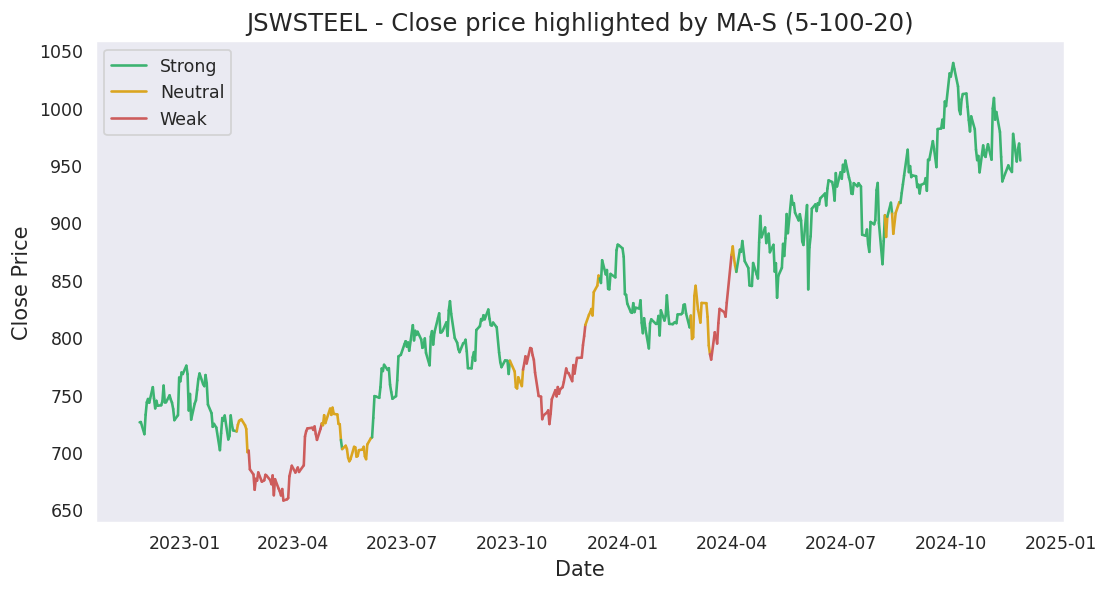 JSWSTEEL - Close price highlighted by MA-S (5-100-20)
Strong
Neutral
Weak
1050
1000
950
900
850
800
750
700
650
Close Price
2023-01 2023-04 2023-07 2023-10 2024-01 2024-04 2024-07 2024-10 2025-01
Date